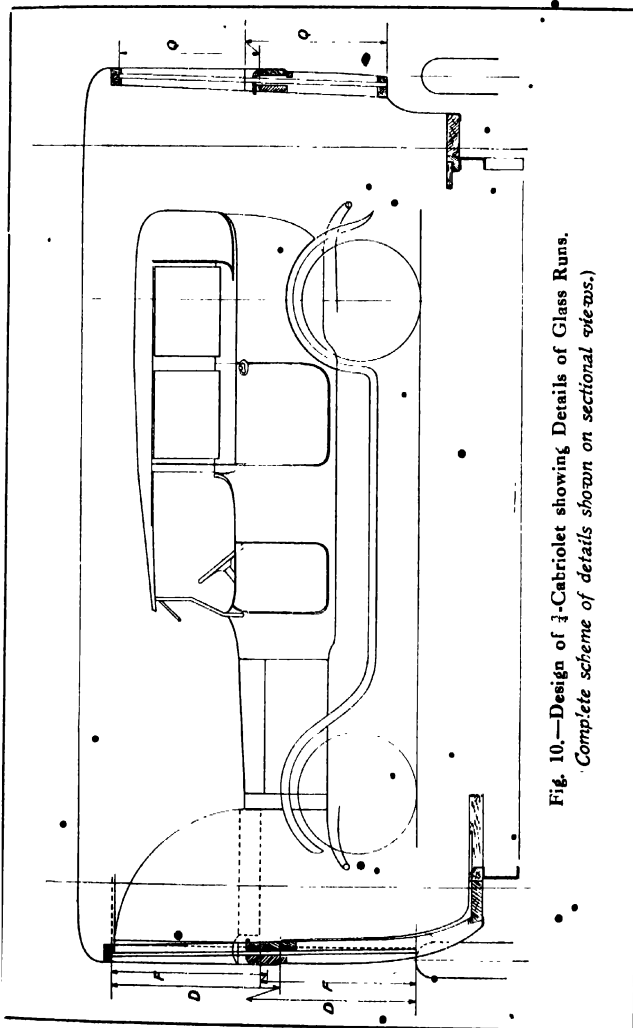 Q
Q
F
D
N
F
D
Fig. 10.—Design of ¾-Cabriolet showing Details of Glass Runs.
Complete scheme of details shown on sectional views.)